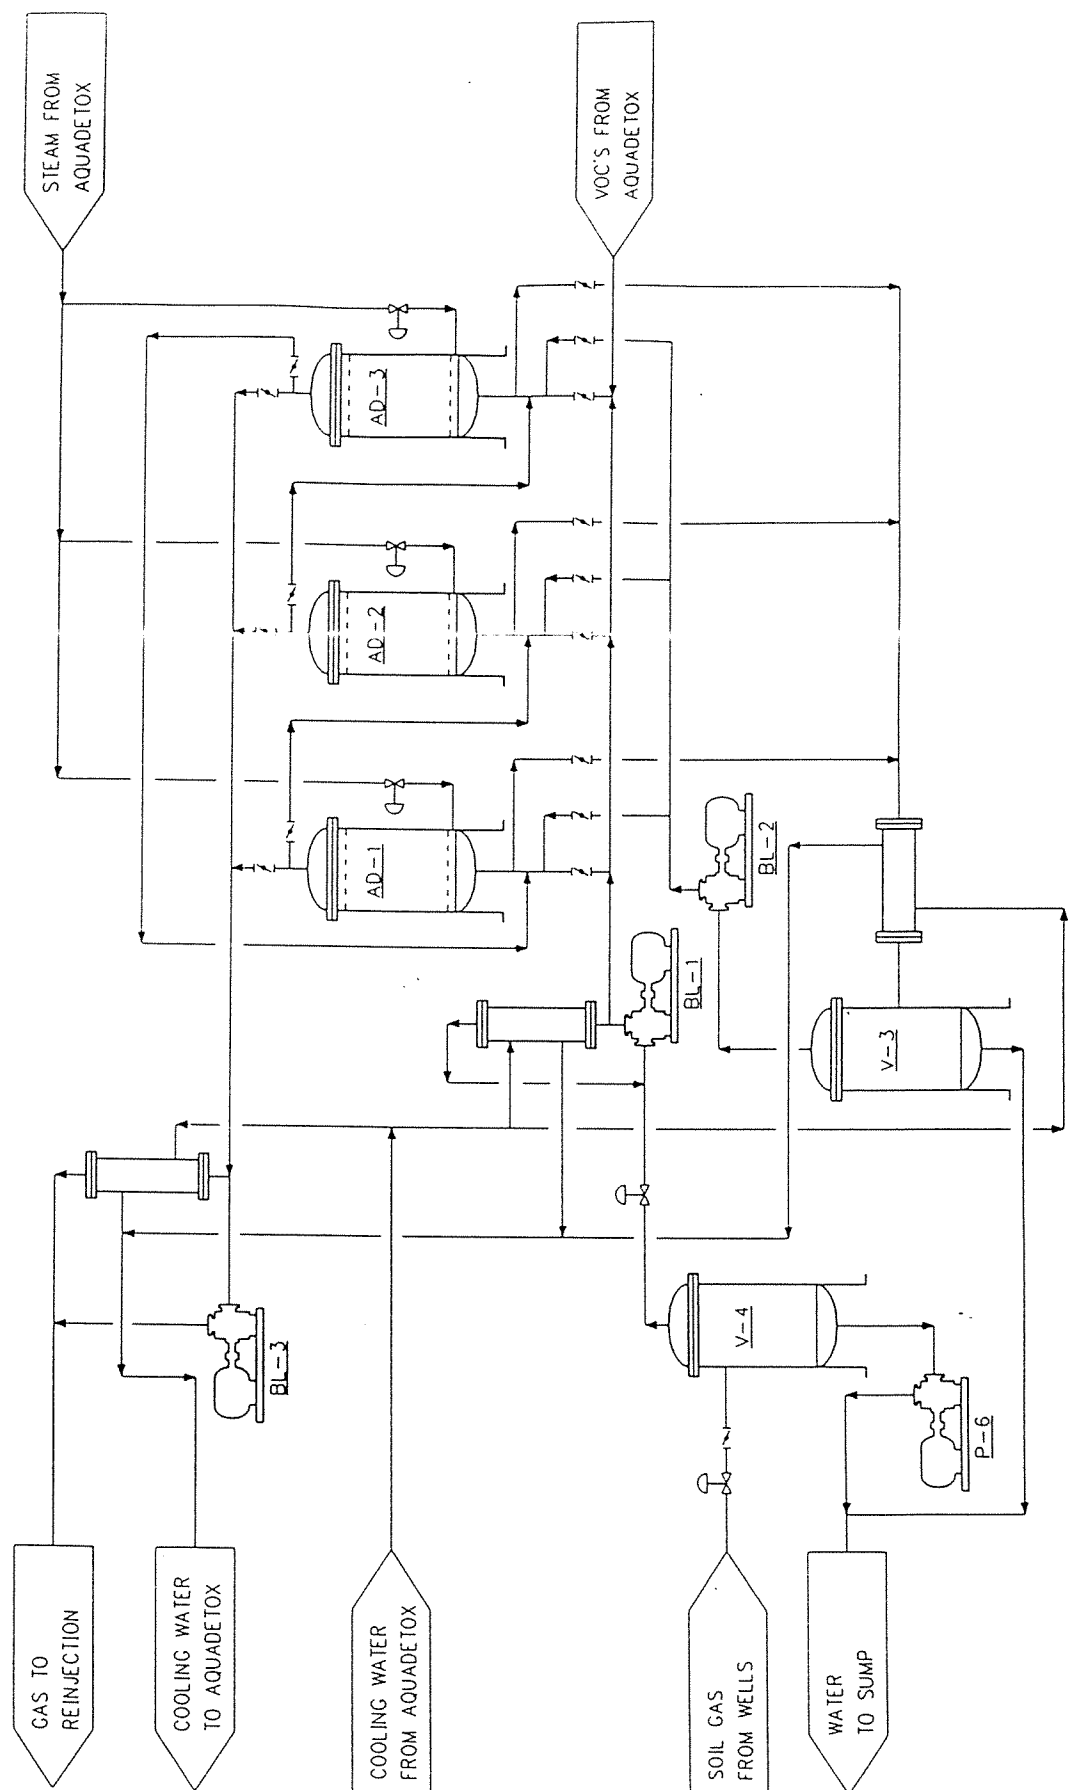 STEAM FROM
AQUADETOX
VOC'S FROM
AQUADETOX
AD-3
AD-2
AD-1
BL-2
BL-1
V-3
BL-3
V-4
P-6
GAS TO
REINJECTION
COOLING WATER
TO AQUADETOX
COOLING WATER
FROM AQUADETOX
SOIL GAS
FROM WELLS
WATER
TO SUMP